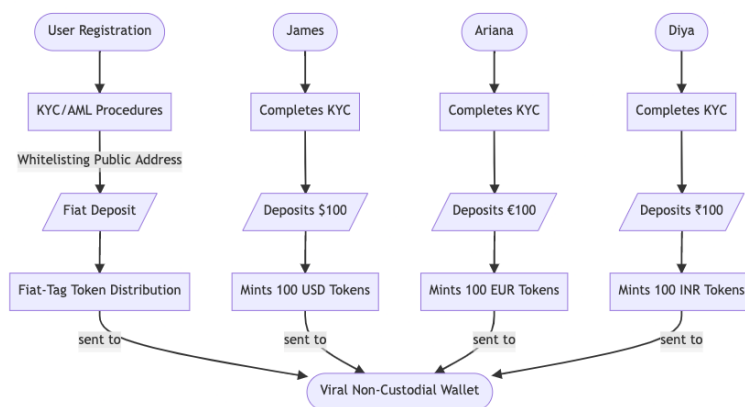 User Registration
James
Ariana
Diya
KYC/AML Procedures
Completes KYC
Completes KYC
Completes KYC
Whitelisting Public Address
Fiat Deposit
Deposits $100
Deposits €100
Deposits ₹100
Fiat-Tag Token Distribution
Mints 100 USD Tokens
Mints 100 EUR Tokens
Mints 100 INR Tokens
sent to
sent to
sent to
sent to
Viral Non-Custodial Wallet